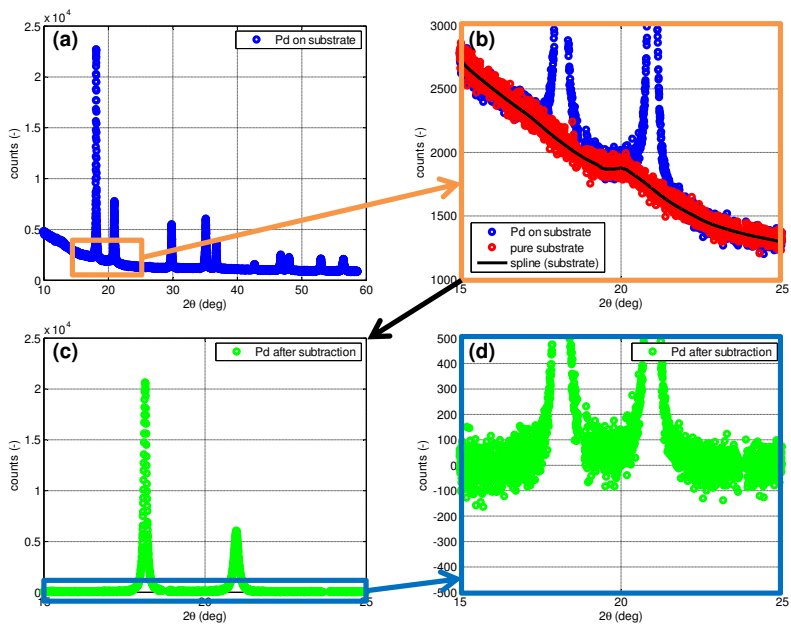 (a)
Pd on substrate
2.5 x 10^4
2
1.5
1
0.5
0
10 20 30 40 50 60
counts (-)
2θ (deg)
(b)
3000
2500
2000
1500
1000
15 20 25
counts (-)
2θ (deg)
Pd on substrate
pure substrate
spline (substrate)
(c)
Pd after subtraction
2.5 x 10^4
2
1.5
1
0.5
0
20 25
counts (-)
2θ (deg)
(d)
Pd after subtraction
500
400
300
200
100
0
-100
-200
-300
-400
-500
15 20 25
counts (-)
2θ (deg)